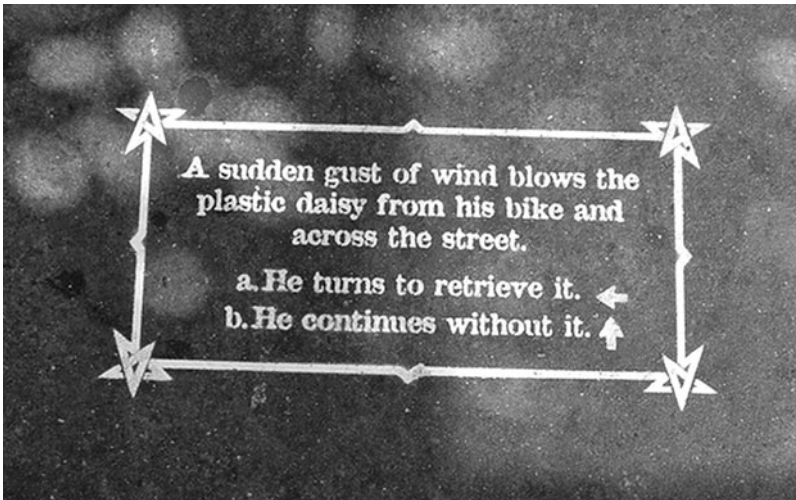 A sudden gust of wind blows the
plastic daisy from his bike and
across the street.
a. He turns to retrieve it. ←
b. He continues without it. ↑